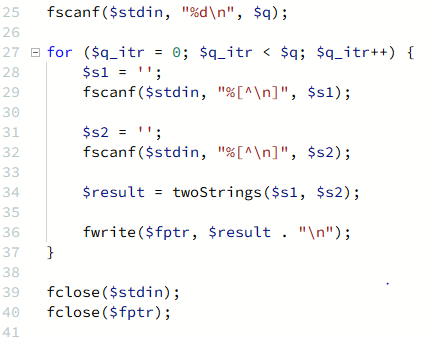 25 fscanf($stdin, "%d\n", $q);
26
27 for ($q_itr = 0; $q_itr < $q; $q_itr++) {
28 $s1 = '';
29 fscanf($stdin, "%[^\n]", $s1);
30
31 $s2 = '';
32 fscanf($stdin, "%[^\n]", $s2);
33
34 $result = twoStrings($s1, $s2);
35
36 fwrite($fptr, $result . "\n");
37 }
38
39 fclose($stdin);
40 fclose($fptr);
41